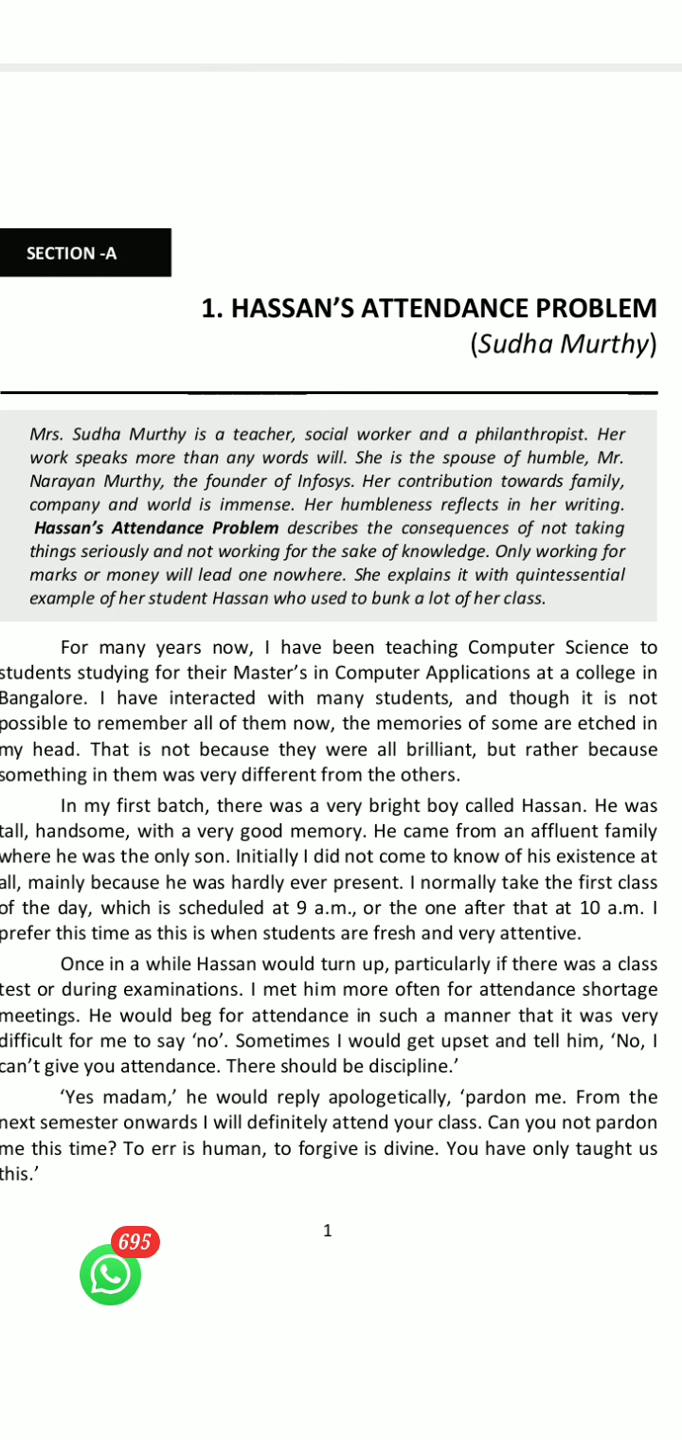 SECTION -A
1. HASSAN’S ATTENDANCE PROBLEM
(Sudha Murthy)
Mrs. Sudha Murthy is a teacher, social worker and a philanthropist. Her
work speaks more than any words will. She is the spouse of humble, Mr.
Narayan Murthy, the founder of Infosys. Her contribution towards family,
company and world is immense. Her humbleness reflects in her writing.
Hassan’s Attendance Problem describes the consequences of not taking
things seriously and not working for the sake of knowledge. Only working for
marks or money will lead one nowhere. She explains it with quintessential
example of her student Hassan who used to bunk a lot of her class.
For many years now, I have been teaching Computer Science to
students studying for their Master’s in Computer Applications at a college in
Bangalore. I have interacted with many students, and though it is not
possible to remember all of them now, the memories of some are etched in
my head. That is not because they were all brilliant, but rather because
something in them was very different from the others.
In my first batch, there was a very bright boy called Hassan. He was
tall, handsome, with a very good memory. He came from an affluent family
where he was the only son. Initially I did not come to know of his existence at
all, mainly because he was hardly ever present. I normally take the first class
of the day, which is scheduled at 9 a.m., or the one after that at 10 a.m. I
prefer this time as this is when students are fresh and very attentive.
Once in a while Hassan would turn up, particularly if there was a class
test or during examinations. I met him more often for attendance shortage
meetings. He would beg for attendance in such a manner that it was very
difficult for me to say ‘no’. Sometimes I would get upset and tell him, ‘No, I
can’t give you attendance. There should be discipline.’
‘Yes madam,’ he would reply apologetically, ‘pardon me. From the
next semester onwards I will definitely attend your class. Can you not pardon
me this time? To err is human, to forgive is divine. You have only taught us
this.’
1
695